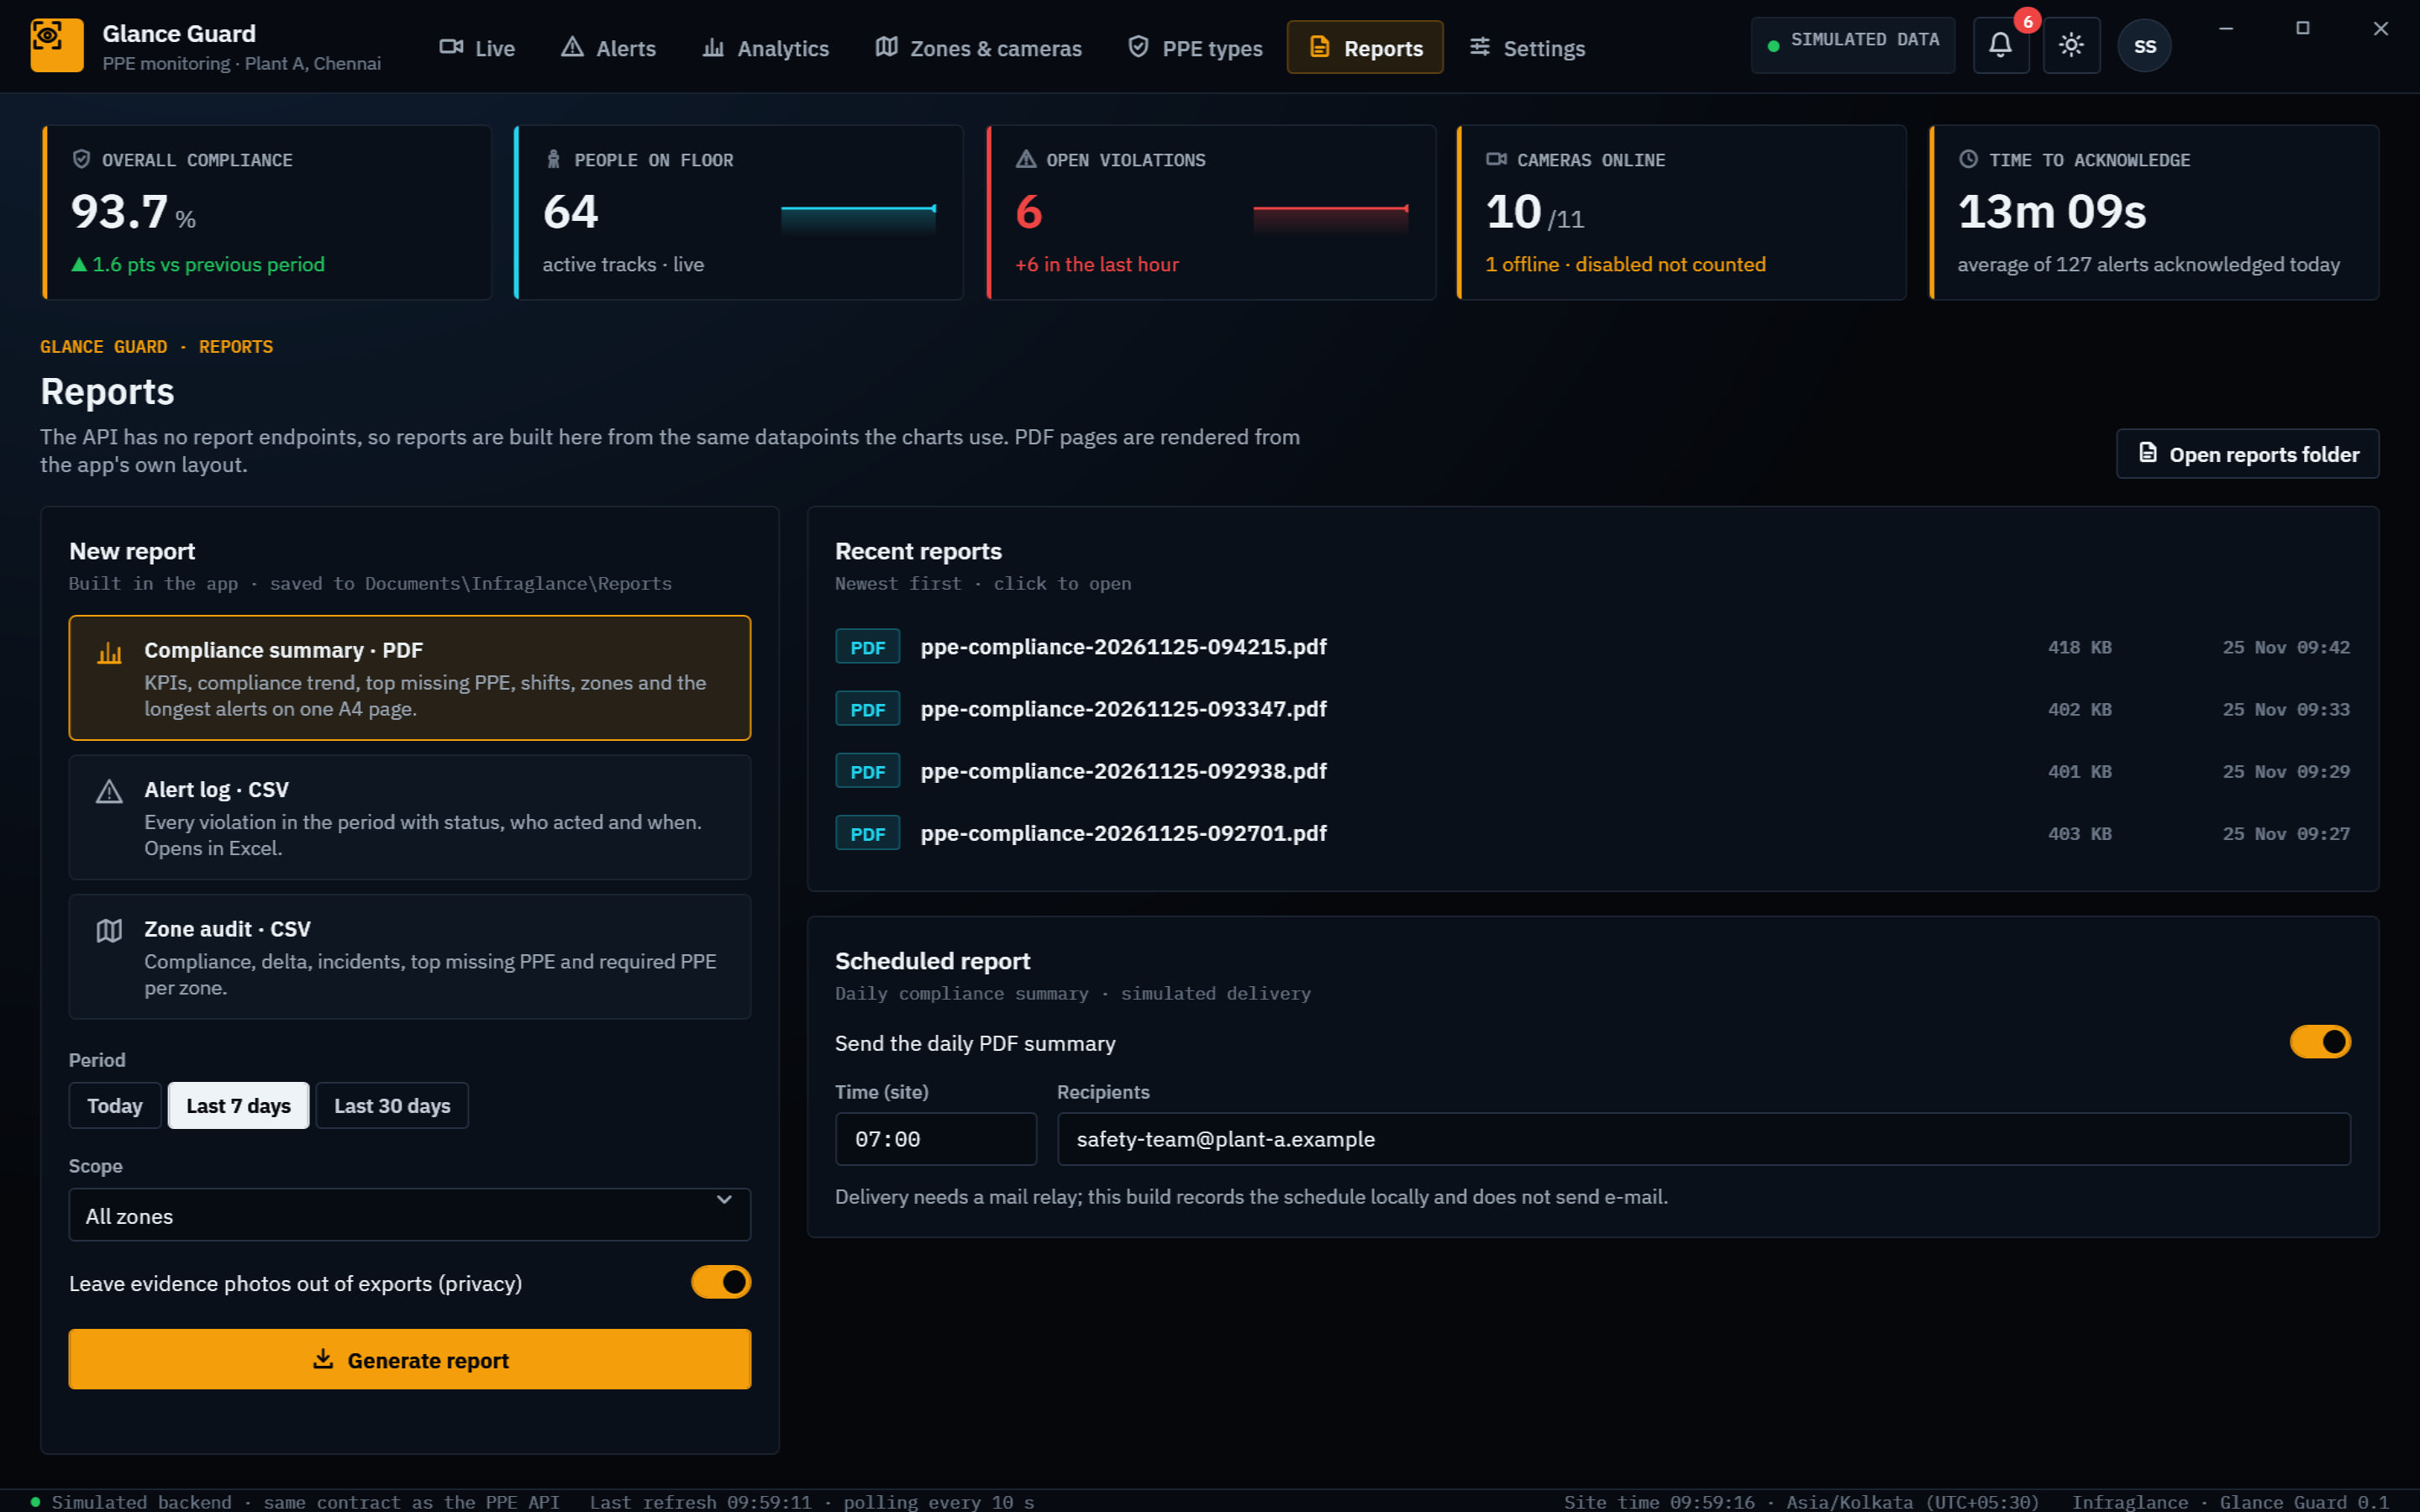 Glance Guard
PPE monitoring · Plant A, Chennai
Live
Alerts
Analytics
Zones & cameras
PPE types
Reports
Settings
SIMULATED DATA
6
SS
OVERALL COMPLIANCE
93.7 %
▲ 1.6 pts vs previous period
PEOPLE ON FLOOR
64
active tracks · live
OPEN VIOLATIONS
6
+6 in the last hour
CAMERAS ONLINE
10 /11
1 offline · disabled not counted
TIME TO ACKNOWLEDGE
13m 09s
average of 127 alerts acknowledged today
GLANCE GUARD · REPORTS
Reports
The API has no report endpoints, so reports are built here from the same datapoints the charts use. PDF pages are rendered from
the app's own layout.
Open reports folder
New report
Built in the app · saved to Documents\Infraglance\Reports
Compliance summary · PDF
KPIs, compliance trend, top missing PPE, shifts, zones and the
longest alerts on one A4 page.
Alert log · CSV
Every violation in the period with status, who acted and when.
Opens in Excel.
Zone audit · CSV
Compliance, delta, incidents, top missing PPE and required PPE
per zone.
Period
Today
Last 7 days
Last 30 days
Scope
All zones
Leave evidence photos out of exports (privacy)
Generate report
Recent reports
Newest first · click to open
PDF ppe-compliance-20261125-094215.pdf 418 KB 25 Nov 09:42
PDF ppe-compliance-20261125-093347.pdf 402 KB 25 Nov 09:33
PDF ppe-compliance-20261125-092938.pdf 401 KB 25 Nov 09:29
PDF ppe-compliance-20261125-092701.pdf 403 KB 25 Nov 09:27
Scheduled report
Daily compliance summary · simulated delivery
Send the daily PDF summary
Time (site)
07:00
Recipients
safety-team@plant-a.example
Delivery needs a mail relay; this build records the schedule locally and does not send e-mail.
Simulated backend · same contract as the PPE API
Last refresh 09:59:11 · polling every 10 s
Site time 09:59:16 · Asia/Kolkata (UTC+05:30)
Infraglance · Glance Guard 0.1